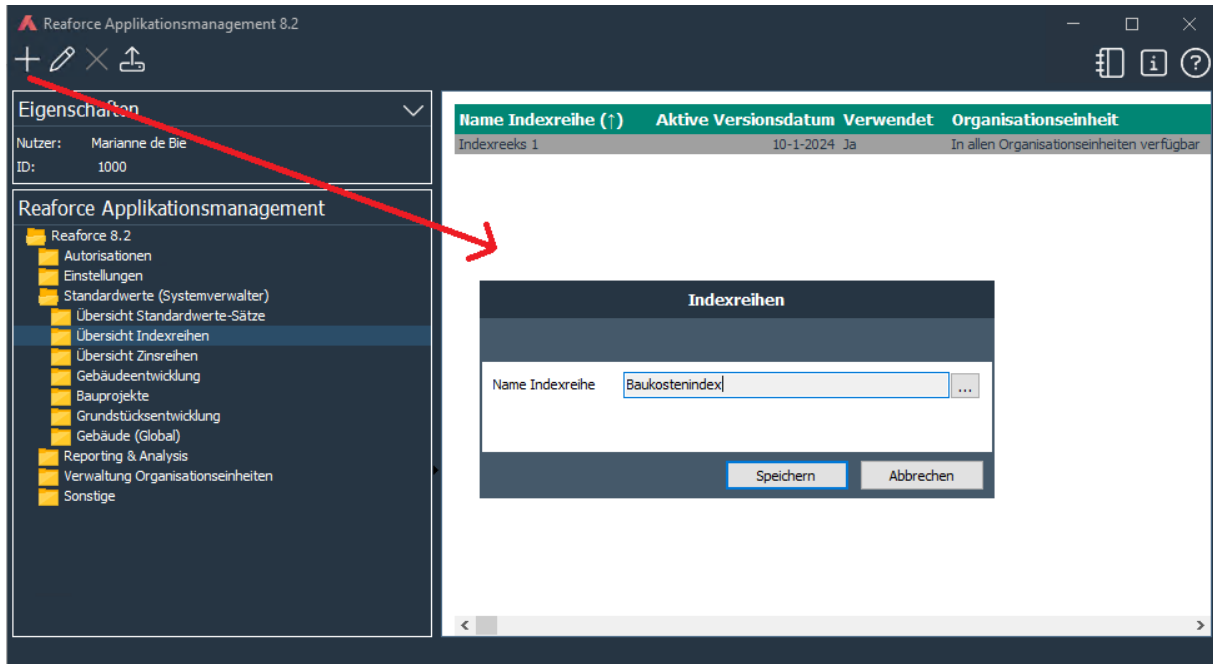 Reaforce Applikationsmanagement 8.2
Eigenschaften
Nutzer: Marianne de Bie
ID: 1000
Reaforce Applikationsmanagement
Reaforce 8.2
Autorisationen
Einstellungen
Standardwerte (Systemverwalter)
Übersicht Standardwerte-Sätze
Übersicht Indexreihen
Übersicht Zinsreihen
Gebäudeentwicklung
Bauprojekte
Grundstücksentwicklung
Gebäude (Global)
Reporting & Analysis
Verwaltung Organisationseinheiten
Sonstige
Name Indexreihe (↑) Aktive Versionsdatum Verwendet Organisationseinheit
Indexreeks 1 10-1-2024 Ja In allen Organisationseinheiten verfügbar
Indexreihen
Name Indexreihe Baukostenindex ...
Speichern Abbrechen